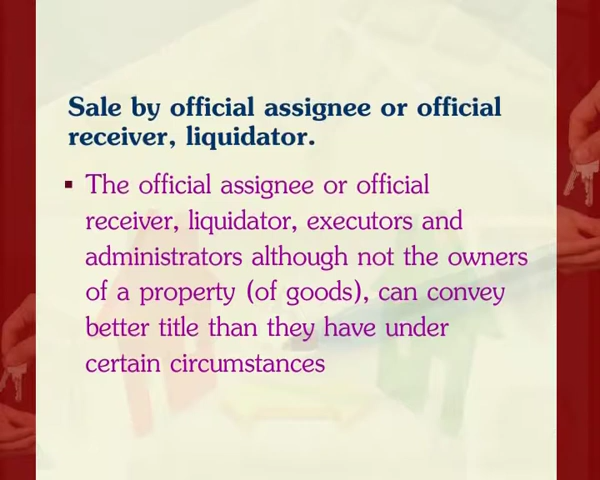 Sale by official assignee or official
receiver, liquidator.
▪ The official assignee or official
receiver, liquidator, executors and
administrators although not the owners
of a property (of goods), can convey
better title than they have under
certain circumstances